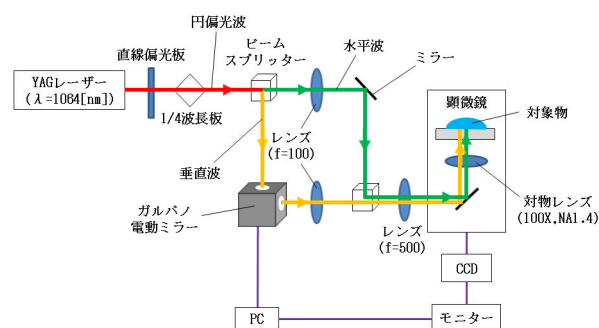 円偏光波
直線偏光板
ビーム
スプリッター
水平波
ミラー
YAGレーザー
(λ=1064[nm])
1/4波長板
顕微鏡
対象物
レンズ
(f=100)
垂直波
ガルバノ
電動ミラー
レンズ
(f=500)
対物レンズ
(100X,NA1.4)
CCD
PC
モニター